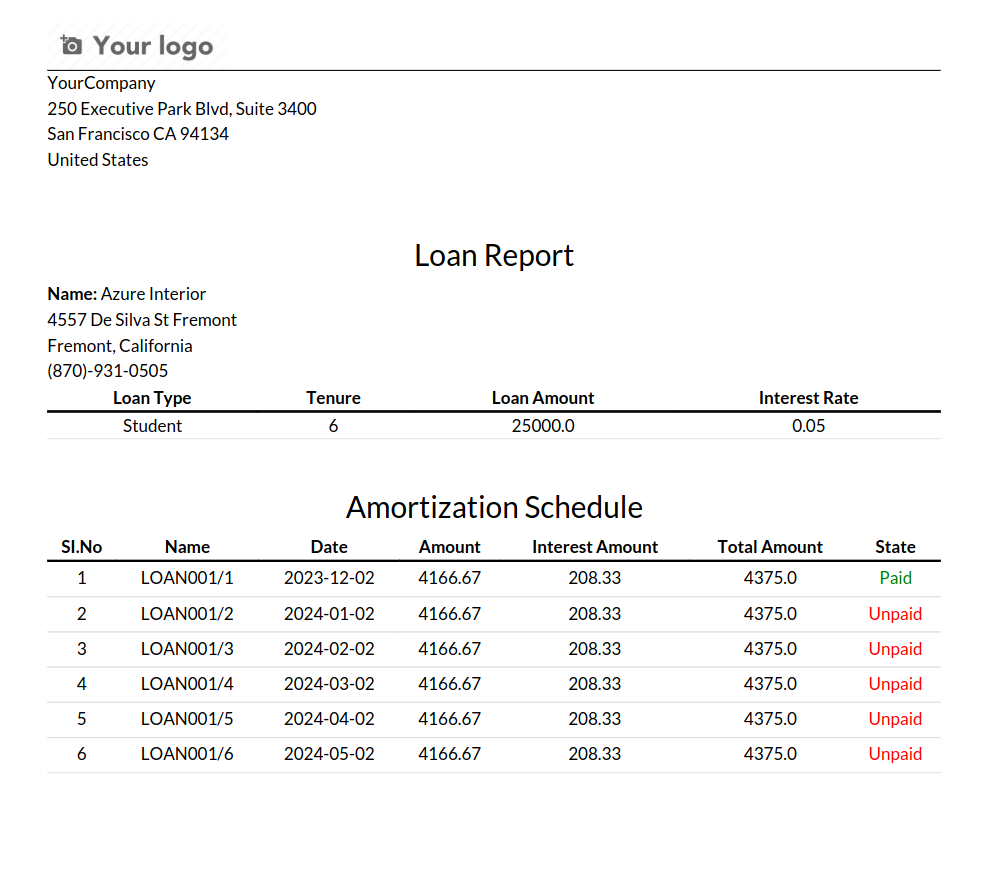 Your logo
YourCompany
250 Executive Park Blvd, Suite 3400
San Francisco CA 94134
United States
Loan Report
Name: Azure Interior
4557 De Silva St Fremont
Fremont, California
(870)-931-0505
Loan Type Tenure Loan Amount Interest Rate
Student 6 25000.0 0.05
Amortization Schedule
Sl.No Name Date Amount Interest Amount Total Amount State
1 LOAN001/1 2023-12-02 4166.67 208.33 4375.0 Paid
2 LOAN001/2 2024-01-02 4166.67 208.33 4375.0 Unpaid
3 LOAN001/3 2024-02-02 4166.67 208.33 4375.0 Unpaid
4 LOAN001/4 2024-03-02 4166.67 208.33 4375.0 Unpaid
5 LOAN001/5 2024-04-02 4166.67 208.33 4375.0 Unpaid
6 LOAN001/6 2024-05-02 4166.67 208.33 4375.0 Unpaid